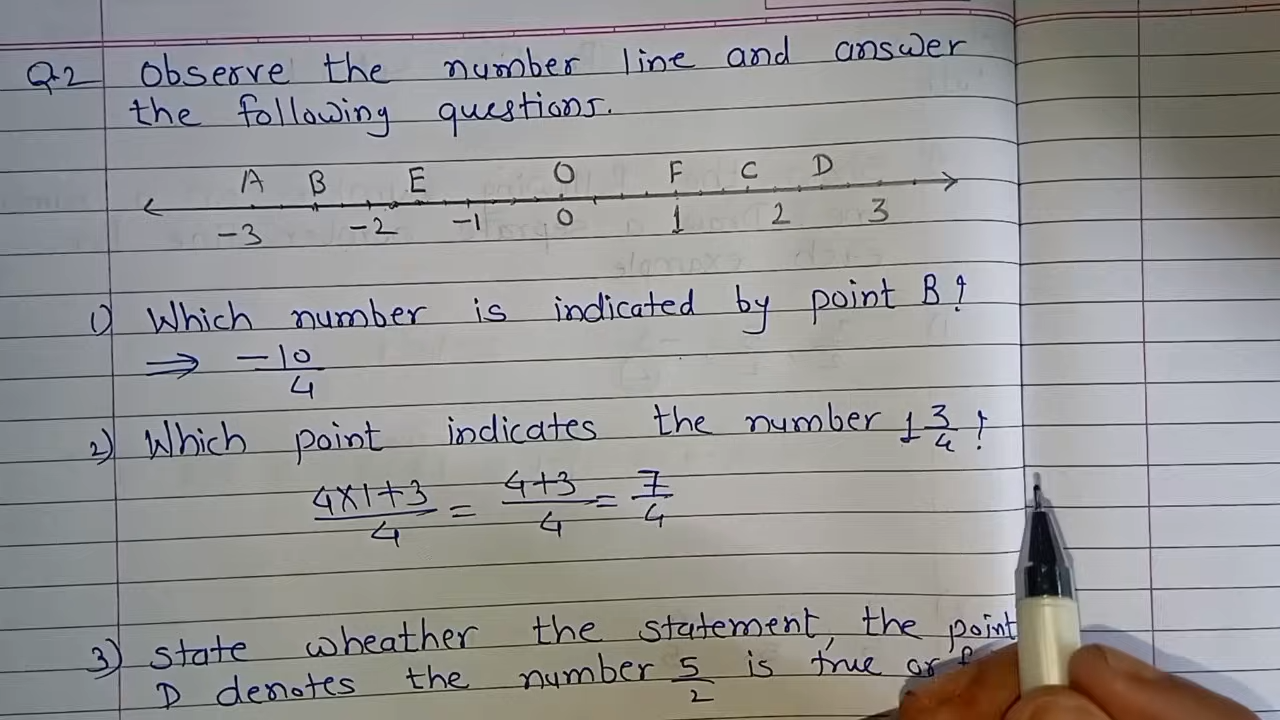 Q.2 Observe the number line and answer
the following questions.
A B E O F C D
-3 -2 -1 0 1 2 3
1) Which number is indicated by point B?
⇒ -10/4
2) Which point indicates the number 1 3/4?
4×1+3/4 = 4+3/4 = 7/4
3) state wheather the statement, the point
D denotes the number 5/2 is true or